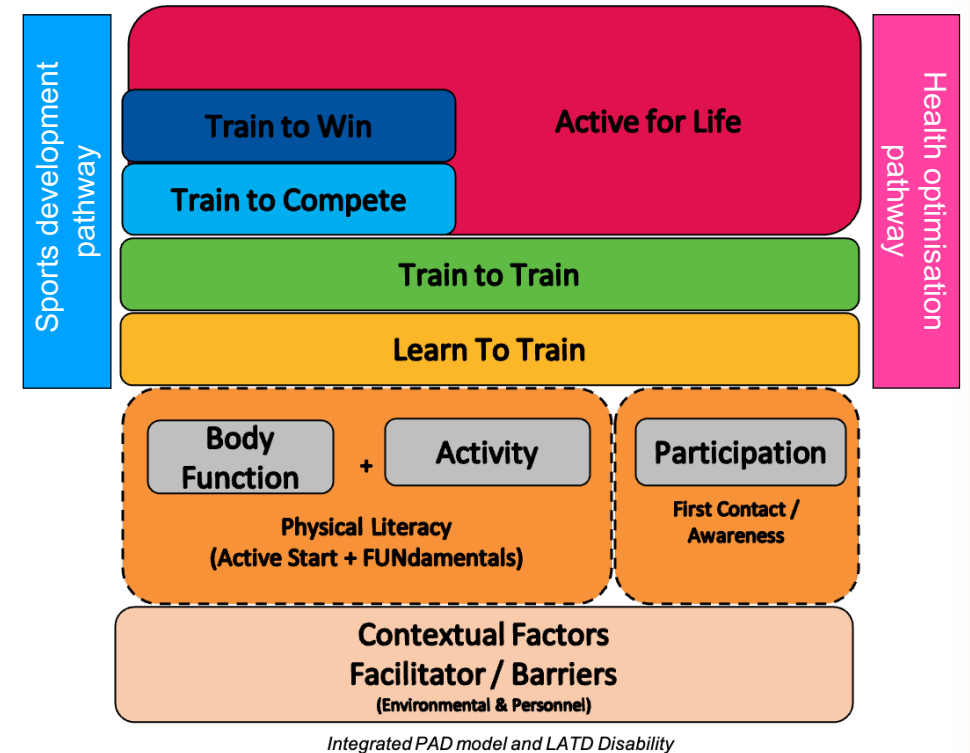 Sports development
pathway
Train to Win
Active for Life
Train to Compete
Health optimisation
pathway
Train to Train
Learn To Train
Body
Function
+
Activity
Participation
Physical Literacy
(Active Start + FUNdamentals)
First Contact /
Awareness
Contextual Factors
Facilitator / Barriers
(Environmental & Personnel)
Integrated PAD model and LATD Disability